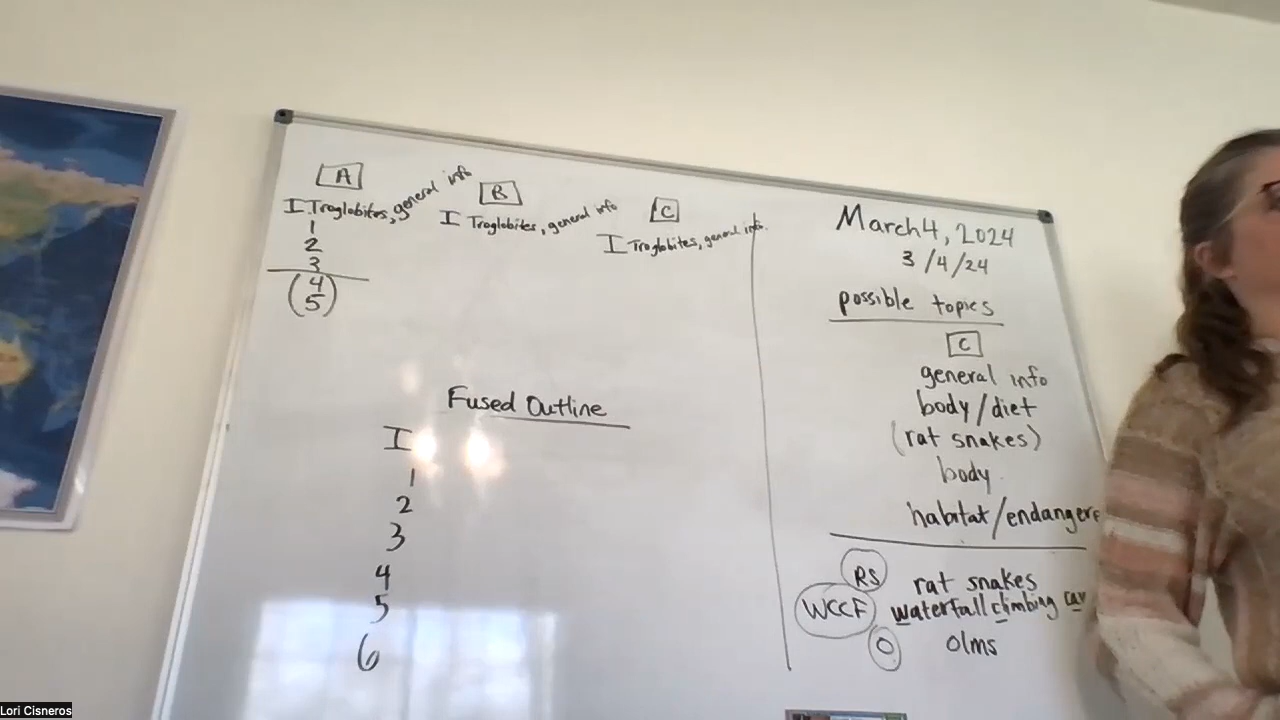 A
I Troglobites, general info
1
2
3
(4
5)
B
I Troglobites, general info
C
I Troglobites, general info.
Fused Outline
I
1
2
3
4
5
6
March 4, 2024
3/4/24
possible topics
C
general info
body/diet
(rat snakes)
body
habitat/endangere
RS rat snakes
WCCF waterfall climbing cav
O Olms
Lori Cisneros